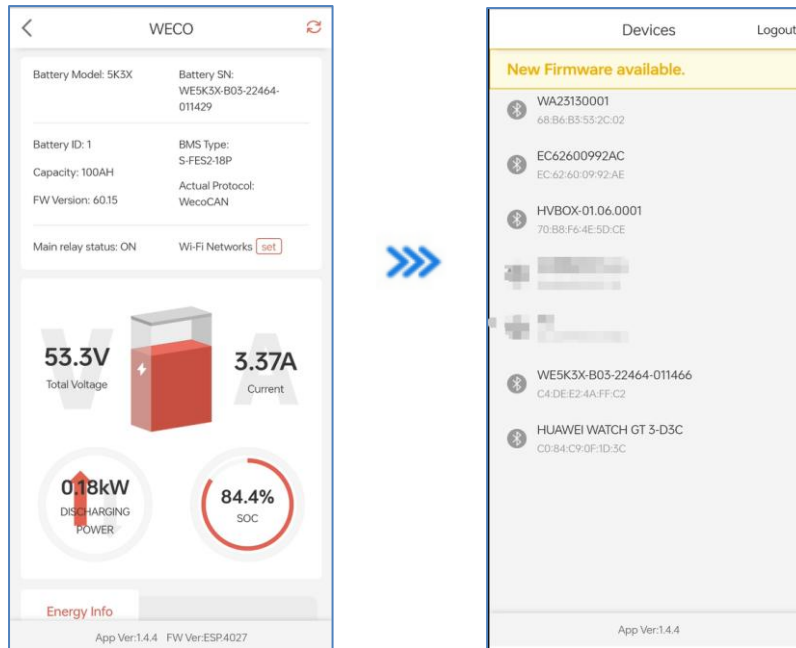 WECO
Battery Model: 5K3X
Battery SN:
WE5K3X-B03-22464-
011429
Battery ID: 1
Capacity: 100AH
FW Version: 60.15
BMS Type:
S-FES2-18P
Actual Protocol:
WecoCAN
Main relay status: ON
Wi-Fi Networks set
V
A
53.3V
Total Voltage
3.37A
Current
0.18kW
DISCHARGING
POWER
84.4%
SOC
Energy Info
App Ver:1.4.4 FW Ver:ESP.4027
Devices
Logout
New Firmware available.
WA23130001
68:B6:B3:53:2C:02
EC62600992AC
EC:62:60:09:92:AE
HVBOX-01.06.0001
70:B8:F6:4E:5D:CE
WE5K3X-B03-22464-011466
C4:DE:E2:4A:FF:C2
HUAWEI WATCH GT 3-D3C
C0:84:C9:0F:1D:3C
App Ver:1.4.4